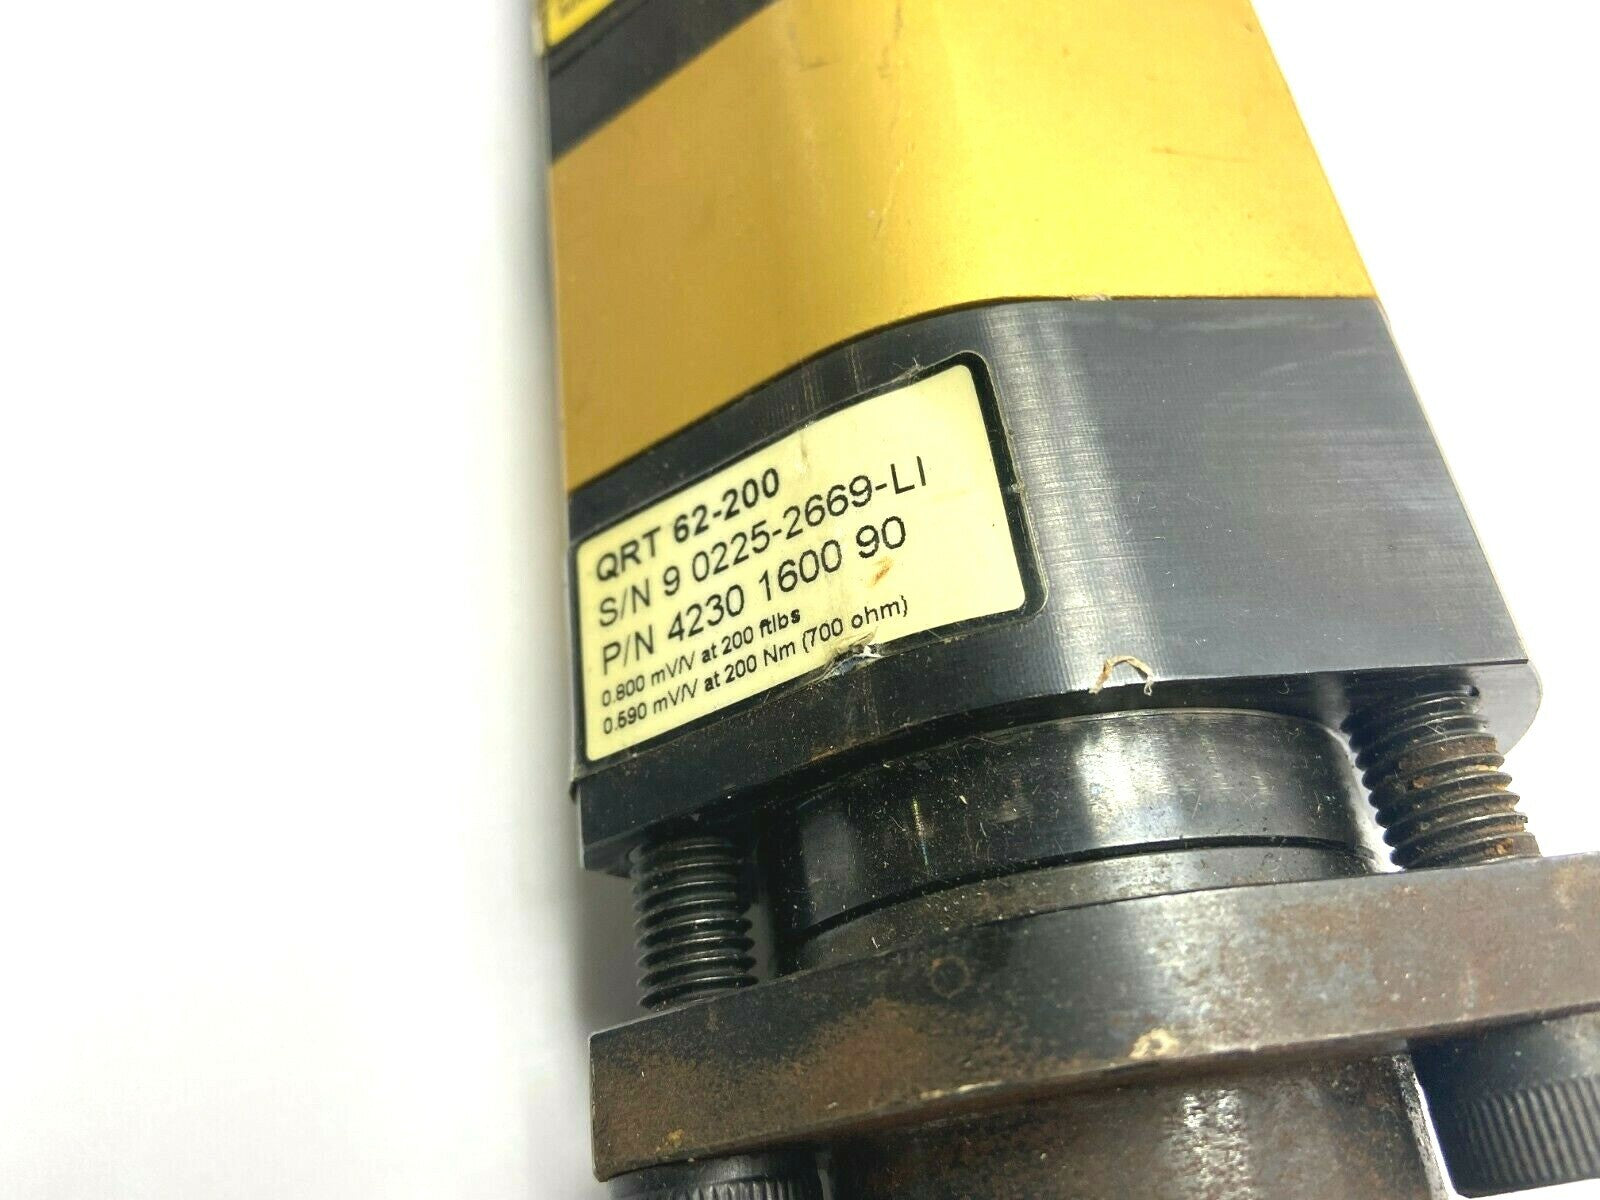 QRT 62-200
S/N 9 0225-2669-LI
P/N 4230 1600 90
0.800 mV/V at 200 ftlbs
0.590 mV/V at 200 Nm (700 ohm)